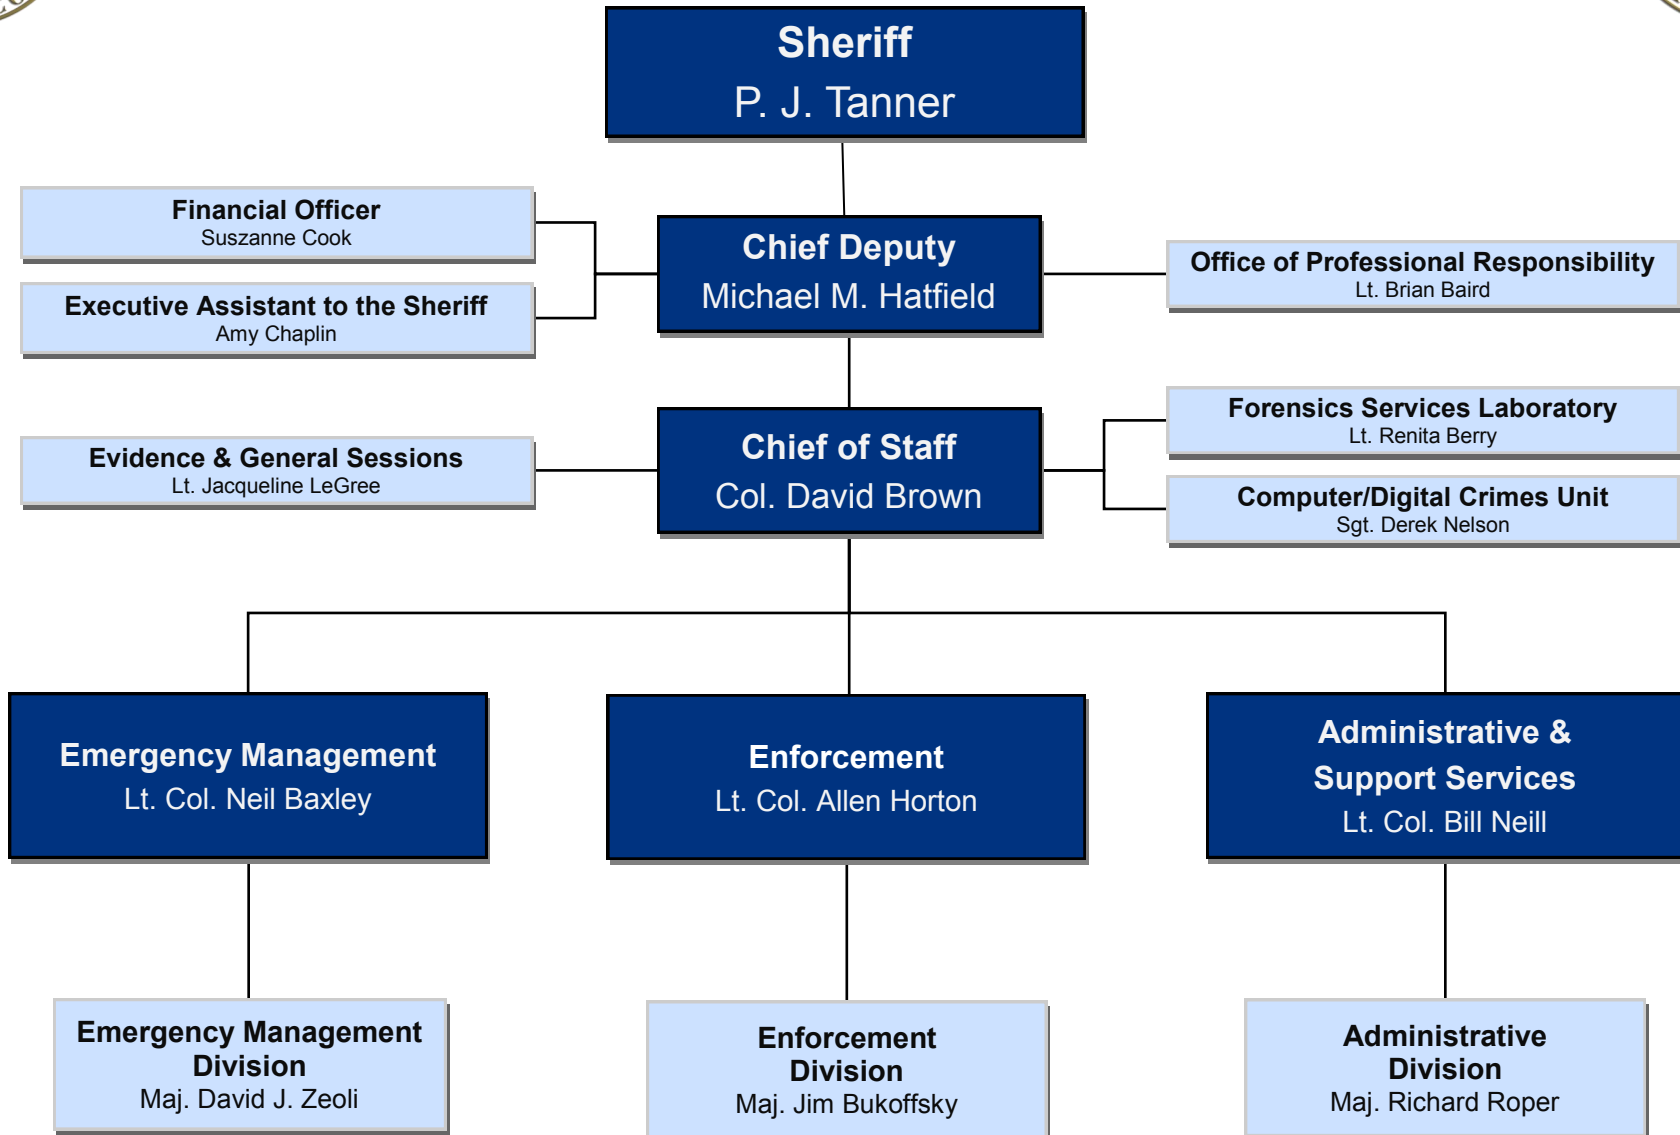 Sheriff
P. J. Tanner
Financial Officer
Suszanne Cook
Executive Assistant to the Sheriff
Amy Chaplin
Chief Deputy
Michael M. Hatfield
Office of Professional Responsibility
Lt. Brian Baird
Evidence & General Sessions
Lt. Jacqueline LeGree
Chief of Staff
Col. David Brown
Forensics Services Laboratory
Lt. Renita Berry
Computer/Digital Crimes Unit
Sgt. Derek Nelson
Emergency Management
Lt. Col. Neil Baxley
Enforcement
Lt. Col. Allen Horton
Administrative &
Support Services
Lt. Col. Bill Neill
Emergency Management
Division
Maj. David J. Zeoli
Enforcement
Division
Maj. Jim Bukoffsky
Administrative
Division
Maj. Richard Roper